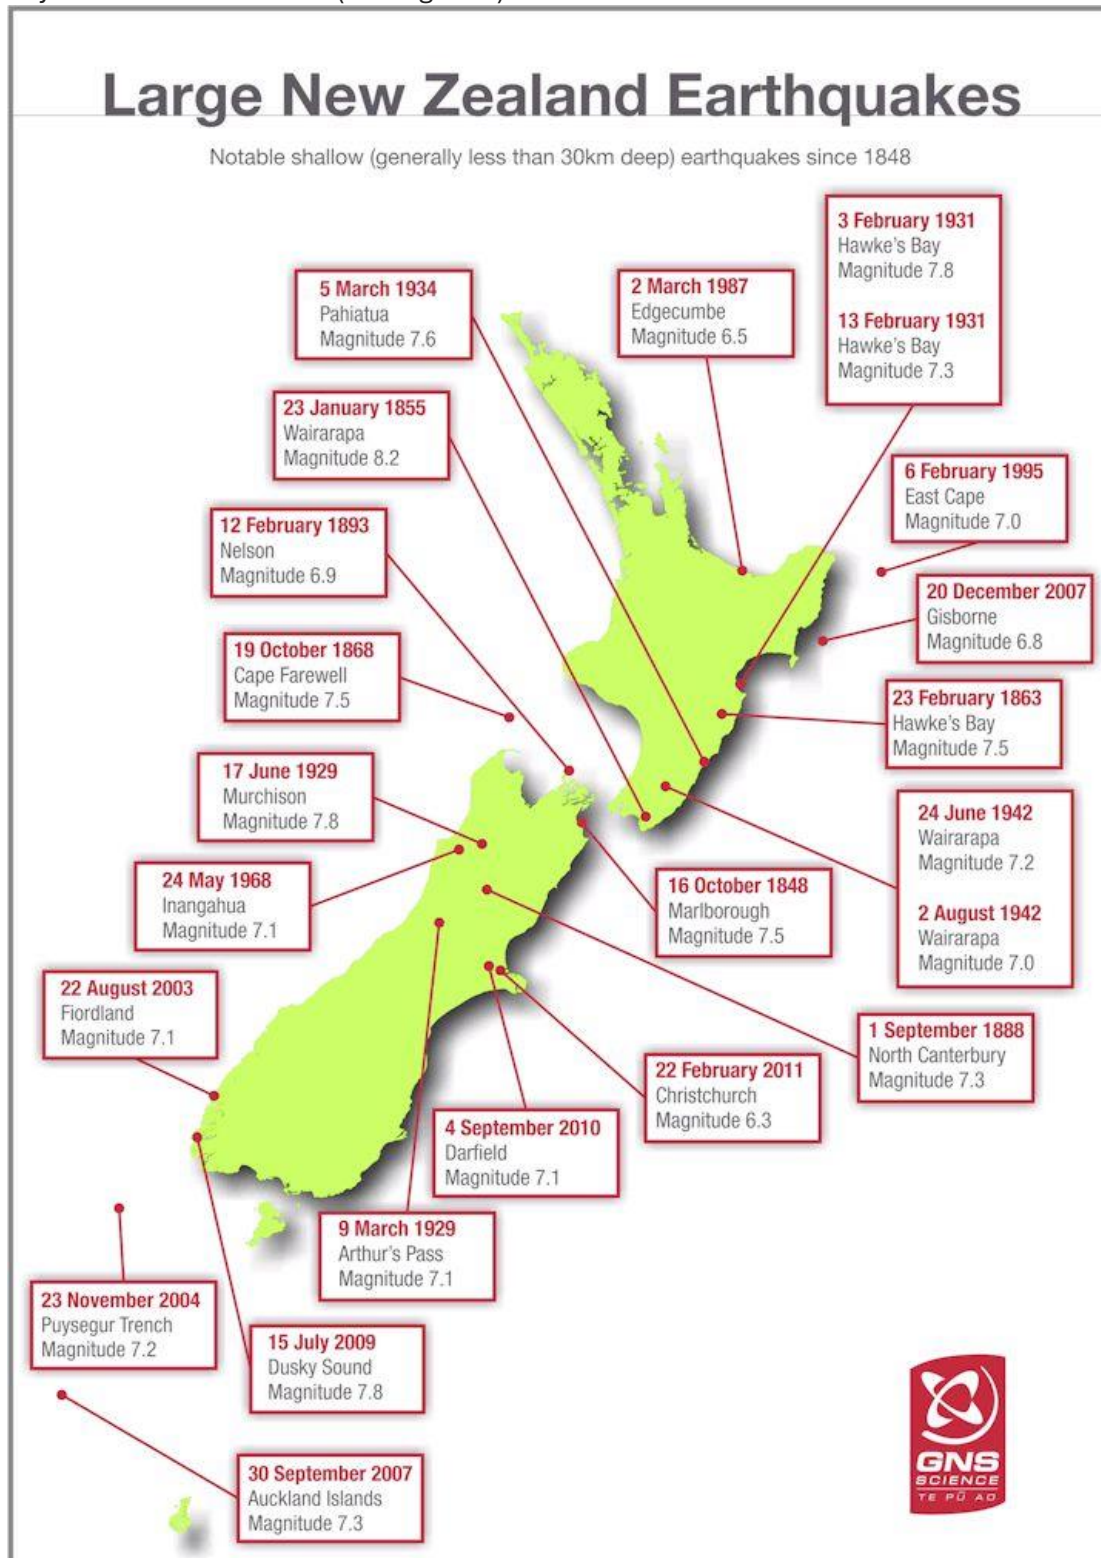 Large New Zealand Earthquakes
Notable shallow (generally less than 30km deep) earthquakes since 1848
3 February 1931
Hawke's Bay
Magnitude 7.8
13 February 1931
Hawke's Bay
Magnitude 7.3
5 March 1934
Pahiatua
Magnitude 7.6
2 March 1987
Edgecumbe
Magnitude 6.5
23 January 1855
Wairarapa
Magnitude 8.2
6 February 1995
East Cape
Magnitude 7.0
12 February 1893
Nelson
Magnitude 6.9
20 December 2007
Gisborne
Magnitude 6.8
19 October 1868
Cape Farewell
Magnitude 7.5
23 February 1863
Hawke's Bay
Magnitude 7.5
17 June 1929
Murchison
Magnitude 7.8
24 June 1942
Wairarapa
Magnitude 7.2
2 August 1942
Wairarapa
Magnitude 7.0
24 May 1968
Inangahua
Magnitude 7.1
16 October 1848
Marlborough
Magnitude 7.5
22 August 2003
Fiordland
Magnitude 7.1
1 September 1888
North Canterbury
Magnitude 7.3
22 February 2011
Christchurch
Magnitude 6.3
4 September 2010
Darfield
Magnitude 7.1
9 March 1929
Arthur's Pass
Magnitude 7.1
23 November 2004
Puysegur Trench
Magnitude 7.2
15 July 2009
Dusky Sound
Magnitude 7.8
30 September 2007
Auckland Islands
Magnitude 7.3
GNS
SCIENCE
TE PŪ AO